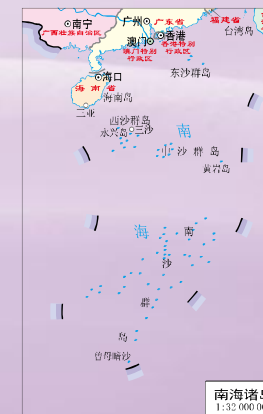 南宁
广西壮族自治区
广州
广东省
福建省
台湾岛
澳门
香港
香港特别
行政区
澳门特别
行政区
海口
海南省
海南岛
三亚
东沙群岛
西沙群岛
永兴岛
三沙
南
海
中沙群岛
黄岩岛
南
沙
群
岛
曾母暗沙
南海诸岛
1:32 000 00